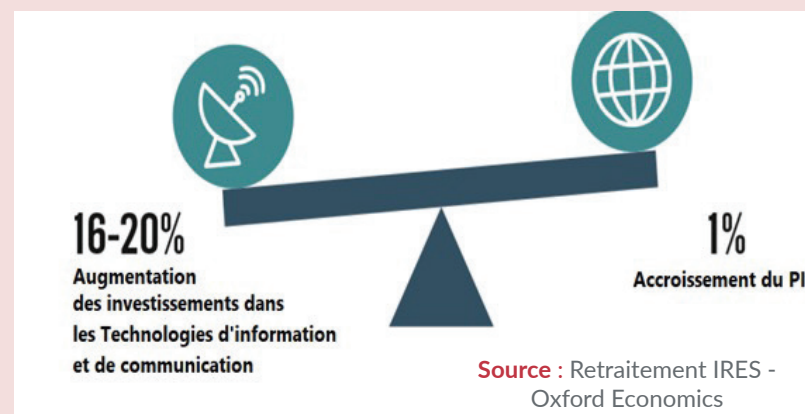 16-20%
Augmentation
des investissements dans
les Technologies d'information
et de communication
1%
Accroissement du PI
Source : Retraitement IRES -
Oxford Economics